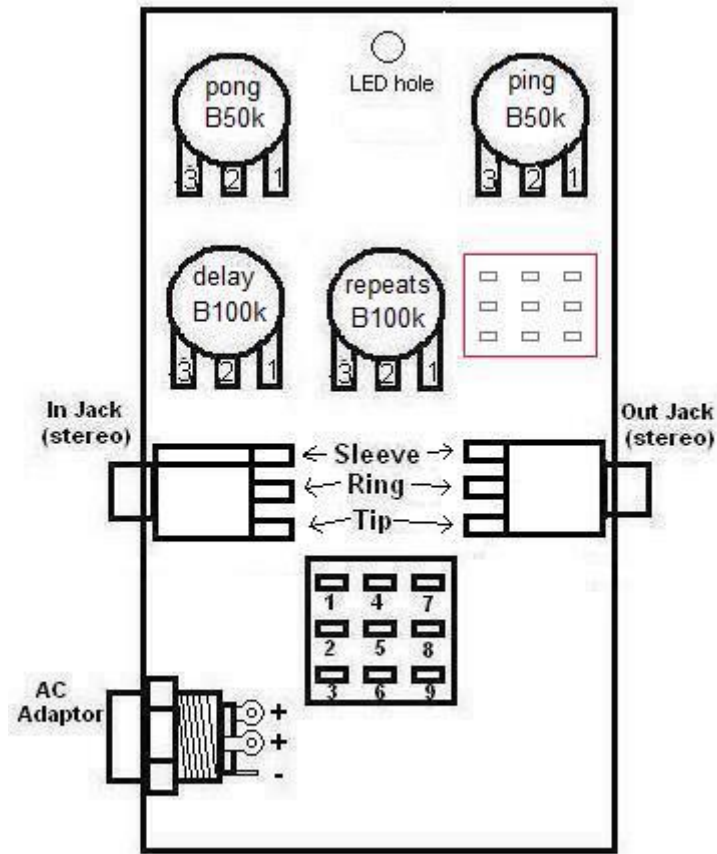 LED hole
pong
B50k
3 2 1
ping
B50k
3 2 1
delay
B100k
3 2 1
repeats
B100k
3 2 1
In Jack
(stereo)
Out Jack
(stereo)
Sleeve
Ring
Tip
1 4 7
2 5 8
3 6 9
AC
Adaptor
+
+
-